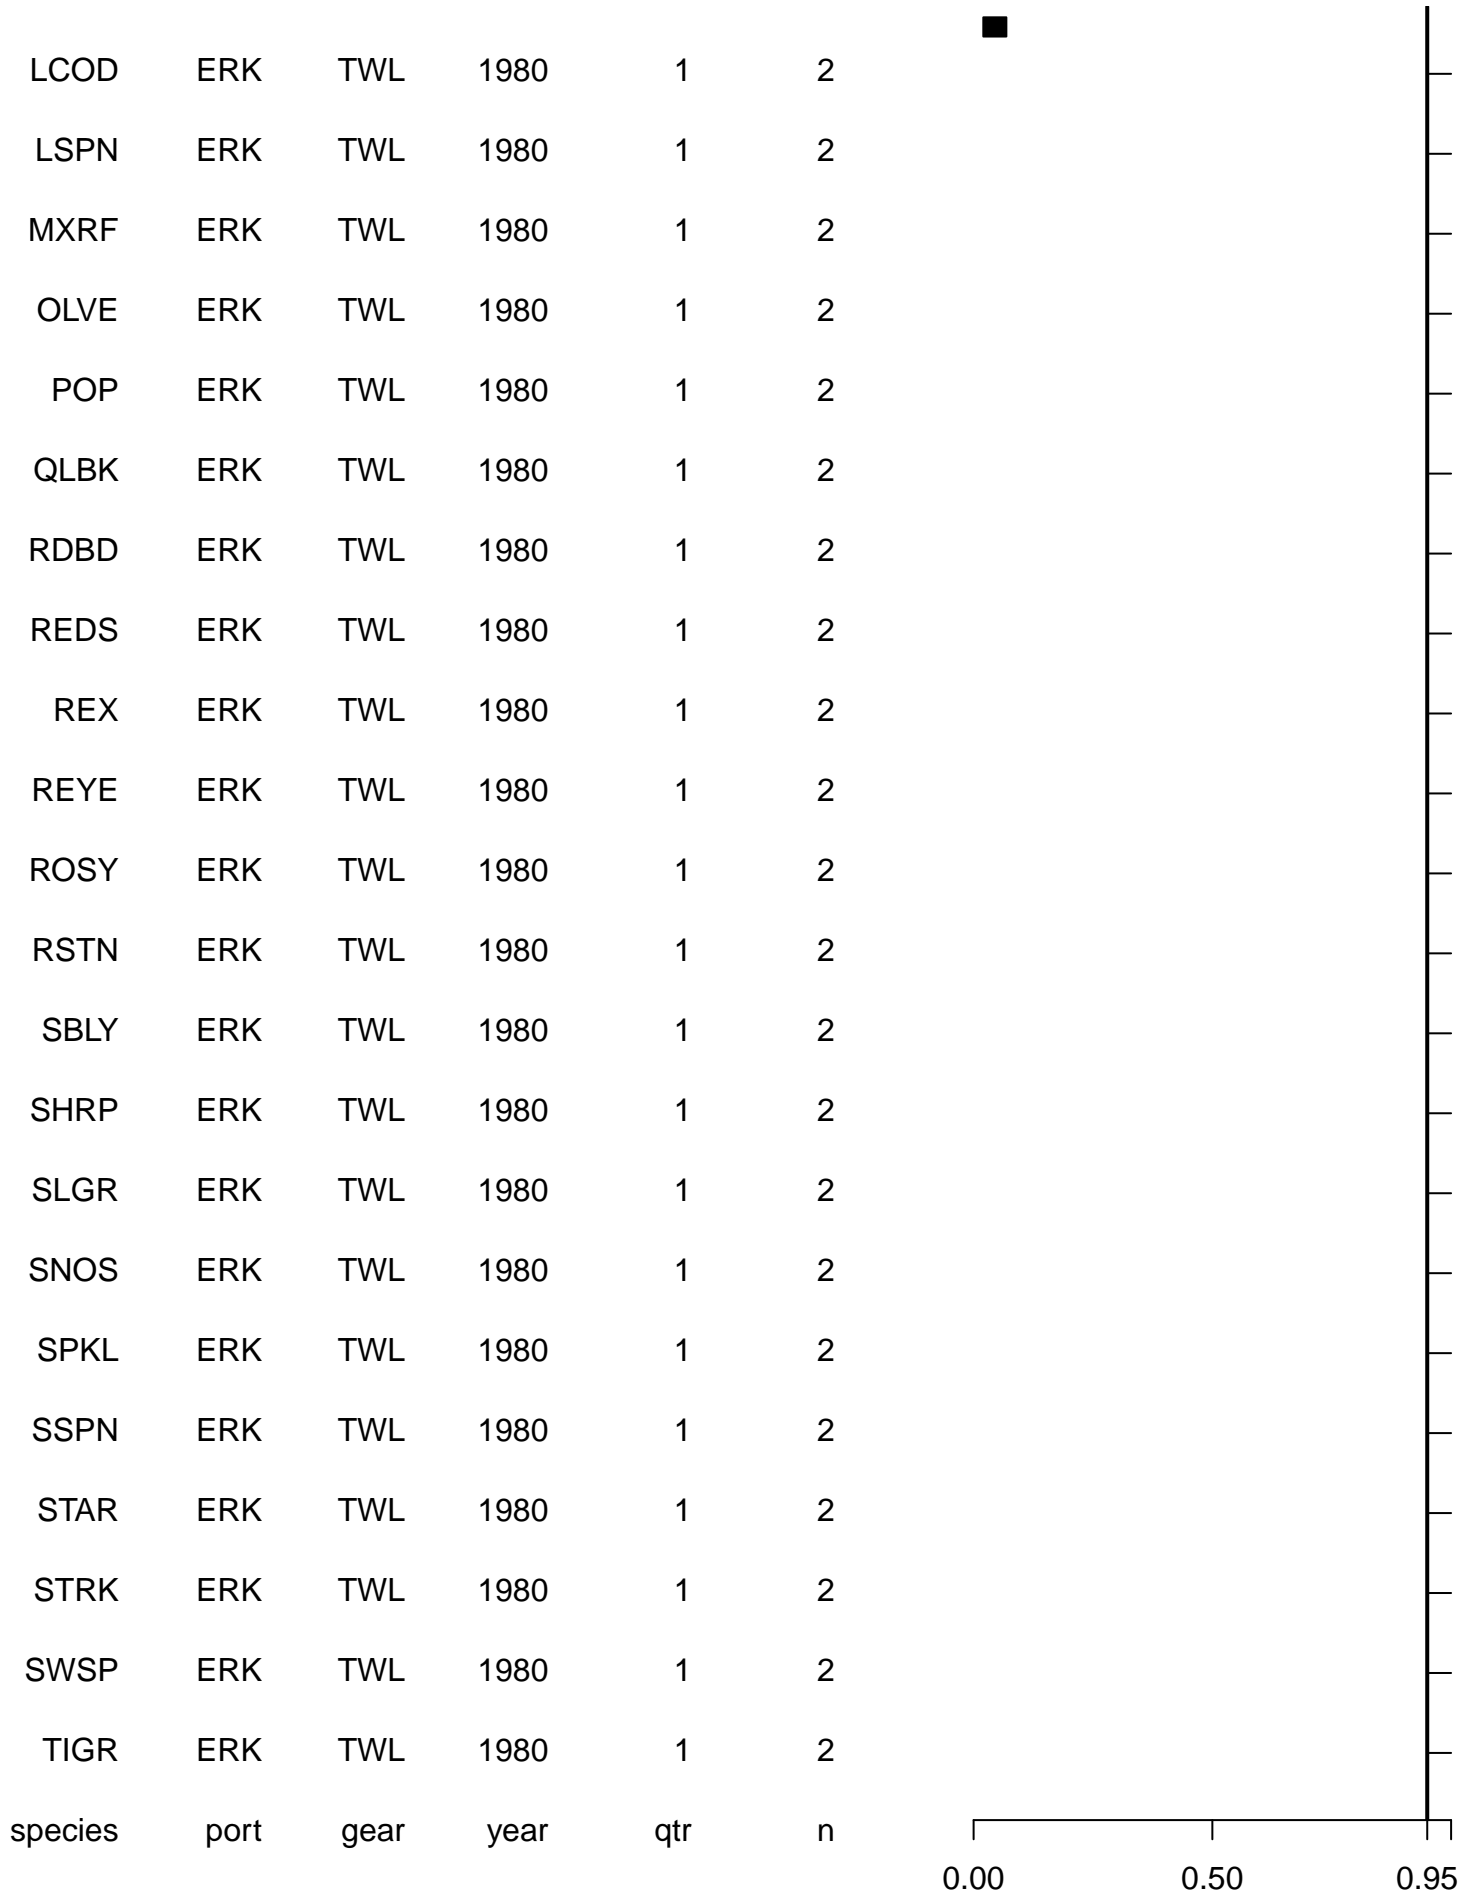 LCOD ERK TWL 1980 1 2
LSPN ERK TWL 1980 1 2
MXRF ERK TWL 1980 1 2
OLVE ERK TWL 1980 1 2
POP ERK TWL 1980 1 2
QLBK ERK TWL 1980 1 2
RDBD ERK TWL 1980 1 2
REDS ERK TWL 1980 1 2
REX ERK TWL 1980 1 2
REYE ERK TWL 1980 1 2
ROSY ERK TWL 1980 1 2
RSTN ERK TWL 1980 1 2
SBLY ERK TWL 1980 1 2
SHRP ERK TWL 1980 1 2
SLGR ERK TWL 1980 1 2
SNOS ERK TWL 1980 1 2
SPKL ERK TWL 1980 1 2
SSPN ERK TWL 1980 1 2
STAR ERK TWL 1980 1 2
STRK ERK TWL 1980 1 2
SWSP ERK TWL 1980 1 2
TIGR ERK TWL 1980 1 2
species port gear year qtr n
0.00 0.50 0.95